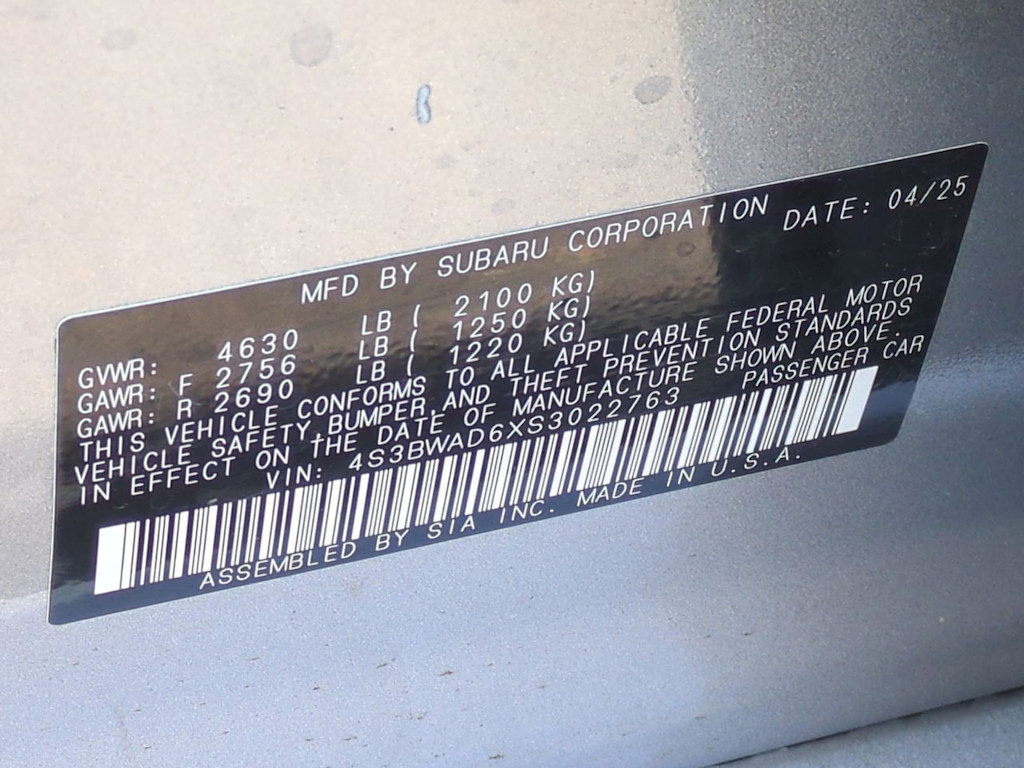 MFD BY SUBARU CORPORATION DATE: 04/25
GVWR: 4630 LB ( 2100 KG)
GAWR: F 2756 LB ( 1250 KG)
GAWR: R 2690 LB ( 1220 KG)
THIS VEHICLE CONFORMS TO ALL APPLICABLE FEDERAL MOTOR
VEHICLE SAFETY,BUMPER,AND THEFT PREVENTION STANDARDS
IN EFFECT ON THE DATE OF MANUFACTURE SHOWN ABOVE.
VIN: 4S3BWAD6XS3022763 PASSENGER CAR
ASSEMBLED BY SIA INC. MADE IN U.S.A.